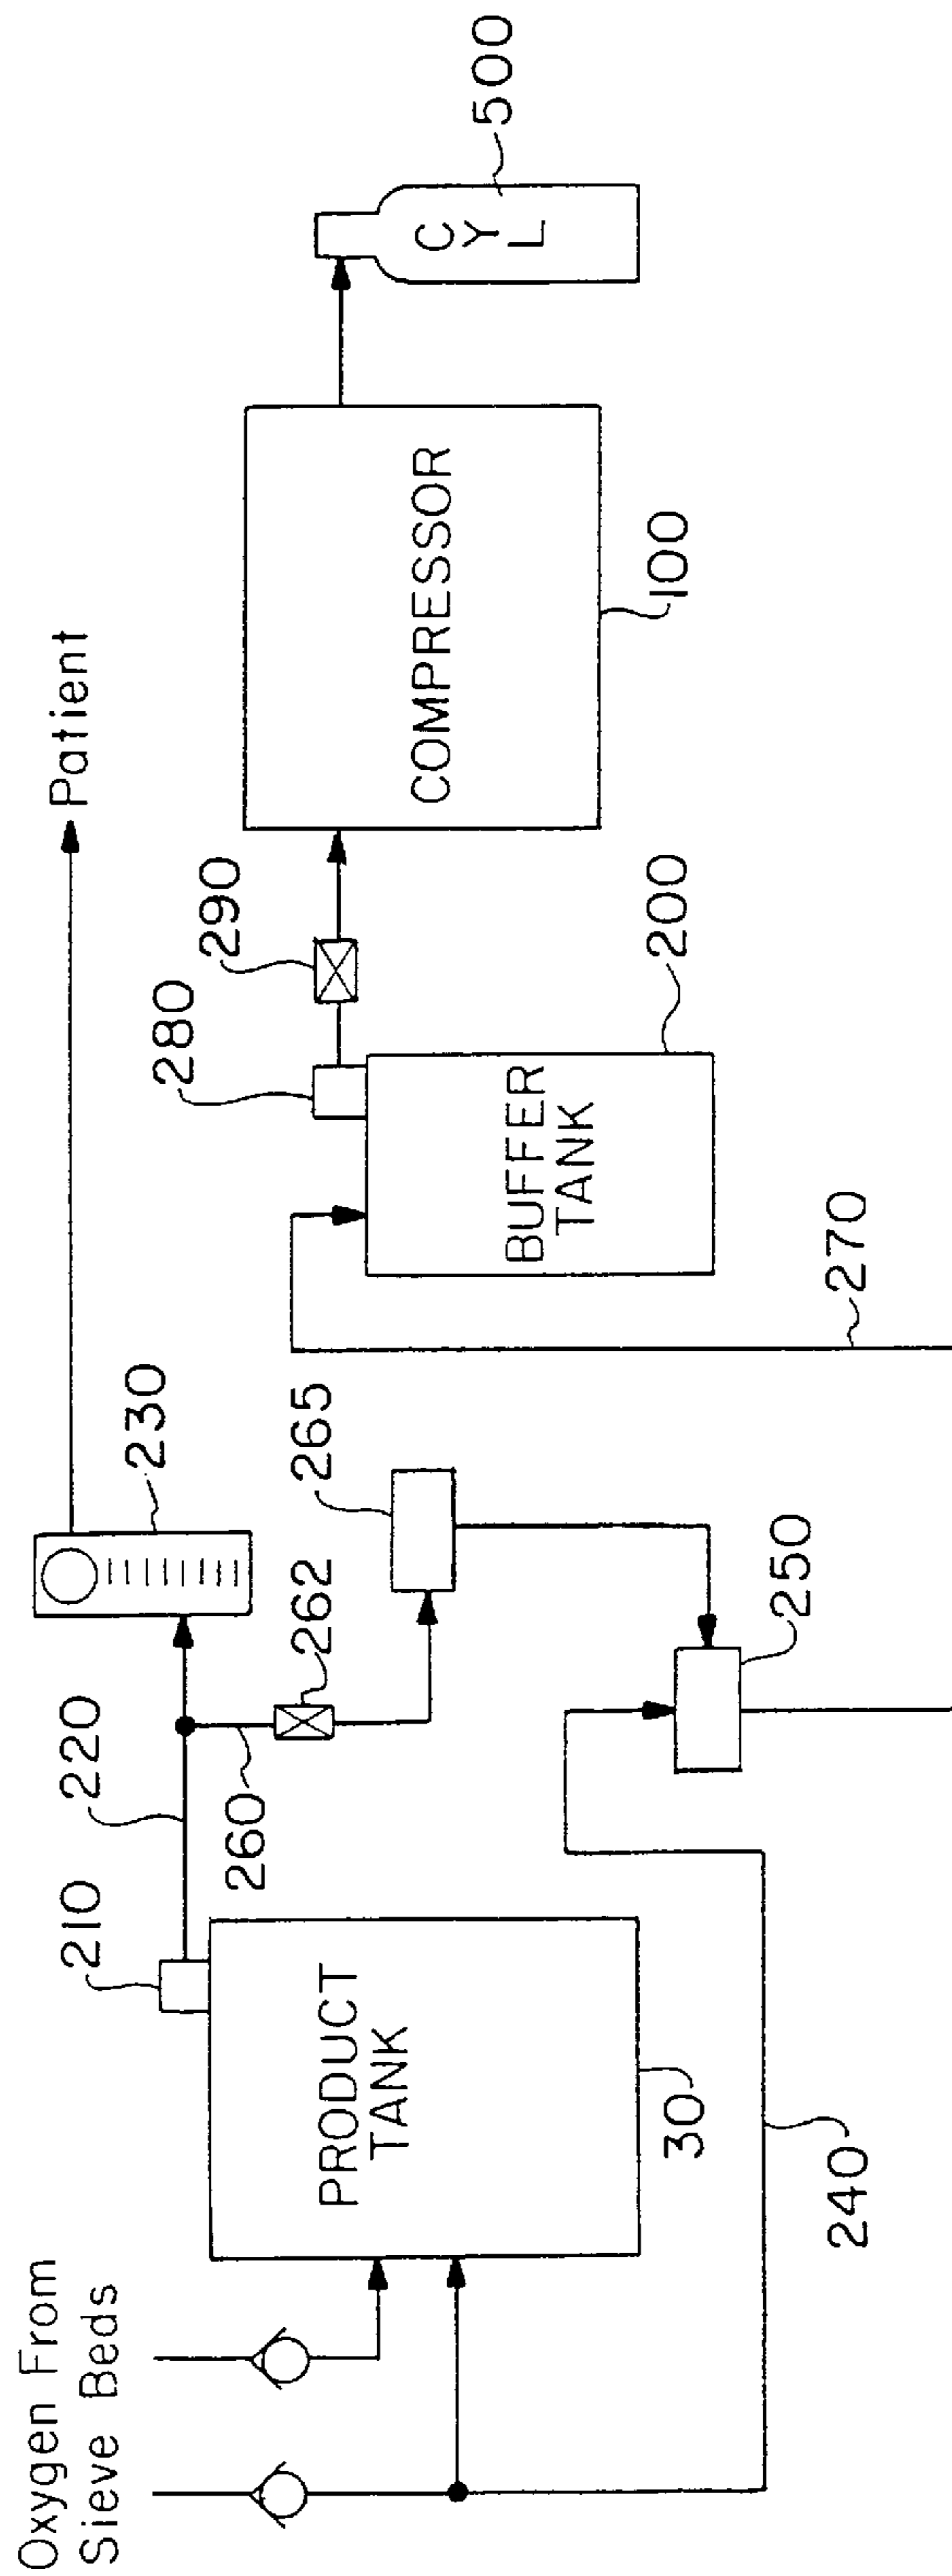 Oxygen From
Sieve Beds
210
220
230
Patient
PRODUCT
TANK
30
240
260
262
265
250
270
280
290
BUFFER
TANK
200
COMPRESSOR
100
CYL
500